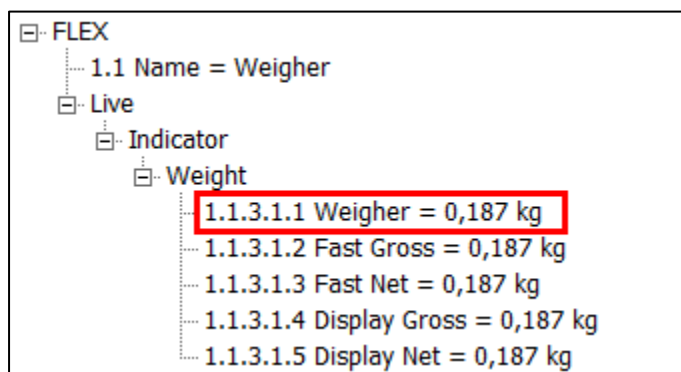 FLEX
1.1 Name = Weigher
Live
Indicator
Weight
1.1.3.1.1 Weigher = 0,187 kg
1.1.3.1.2 Fast Gross = 0,187 kg
1.1.3.1.3 Fast Net = 0,187 kg
1.1.3.1.4 Display Gross = 0,187 kg
1.1.3.1.5 Display Net = 0,187 kg